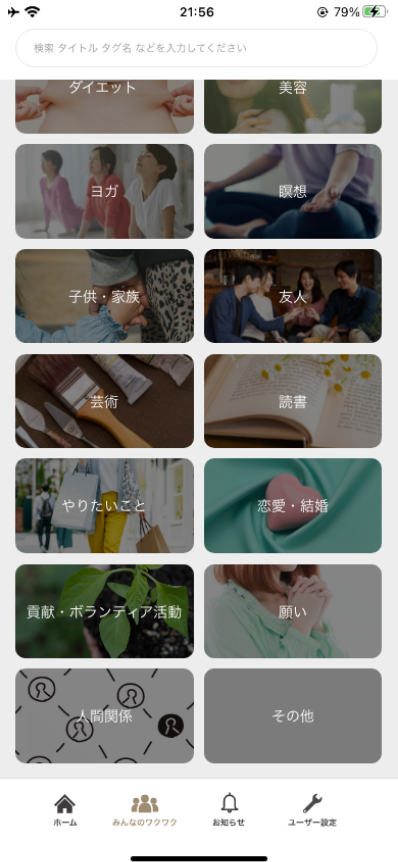 21:56
79%
検索 タイトル タグ名 などを入力してください
ダイエット
美容
ヨガ
瞑想
子供・家族
友人
芸術
読書
やりたいこと
恋愛・結婚
貢献・ボランティア活動
願い
人間関係
その他
ホーム
みんなのワクワク
お知らせ
ユーザー設定